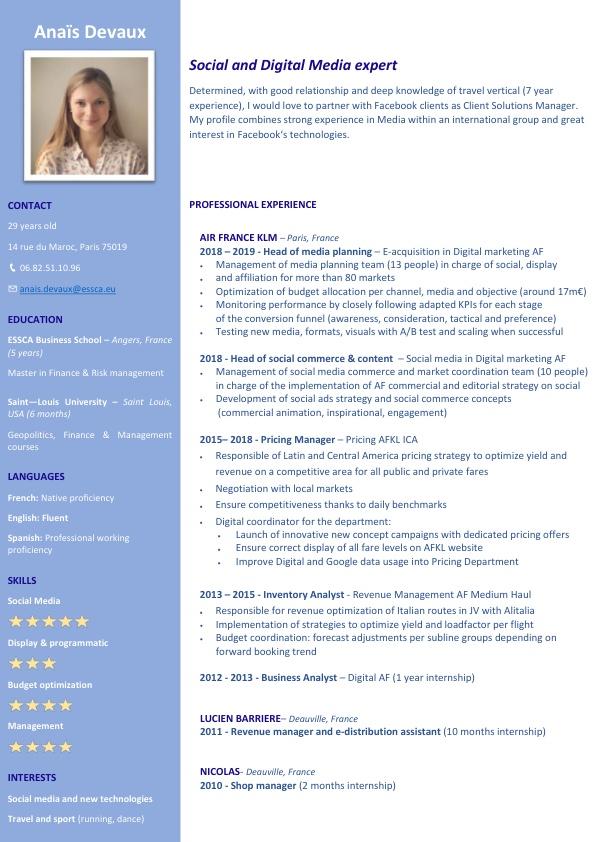 Anaïs Devaux
CONTACT
29 years old
14 rue du Maroc, Paris 75019
06.82.51.10.96
anais.devaux@essca.eu
EDUCATION
ESSCA Business School – Angers, France
(5 years)
Master in Finance & Risk management
Saint—Louis University – Saint Louis,
USA (6 months)
Geopolitics, Finance & Management
courses
LANGUAGES
French: Native proficiency
English: Fluent
Spanish: Professional working
proficiency
SKILLS
Social Media
Display & programmatic
Budget optimization
Management
INTERESTS
Social media and new technologies
Travel and sport (running, dance)
Social and Digital Media expert
Determined, with good relationship and deep knowledge of travel vertical (7 year
experience), I would love to partner with Facebook clients as Client Solutions Manager.
My profile combines strong experience in Media within an international group and great
interest in Facebook's technologies.
PROFESSIONAL EXPERIENCE
AIR FRANCE KLM – Paris, France
2018 – 2019 - Head of media planning – E-acquisition in Digital marketing AF
• Management of media planning team (13 people) in charge of social, display
• and affiliation for more than 80 markets
• Optimization of budget allocation per channel, media and objective (around 17m€)
• Monitoring performance by closely following adapted KPIs for each stage
of the conversion funnel (awareness, consideration, tactical and preference)
• Testing new media, formats, visuals with A/B test and scaling when successful
2018 - Head of social commerce & content – Social media in Digital marketing AF
• Management of social media commerce and market coordination team (10 people)
in charge of the implementation of AF commercial and editorial strategy on social
• Development of social ads strategy and social commerce concepts
(commercial animation, inspirational, engagement)
2015– 2018 - Pricing Manager – Pricing AFKL ICA
• Responsible of Latin and Central America pricing strategy to optimize yield and
revenue on a competitive area for all public and private fares
• Negotiation with local markets
• Ensure competitiveness thanks to daily benchmarks
• Digital coordinator for the department:
• Launch of innovative new concept campaigns with dedicated pricing offers
• Ensure correct display of all fare levels on AFKL website
• Improve Digital and Google data usage into Pricing Department
2013 – 2015 - Inventory Analyst - Revenue Management AF Medium Haul
• Responsible for revenue optimization of Italian routes in JV with Alitalia
• Implementation of strategies to optimize yield and loadfactor per flight
• Budget coordination: forecast adjustments per subline groups depending on
forward booking trend
2012 - 2013 - Business Analyst – Digital AF (1 year internship)
LUCIEN BARRIERE– Deauville, France
2011 - Revenue manager and e-distribution assistant (10 months internship)
NICOLAS- Deauville, France
2010 - Shop manager (2 months internship)